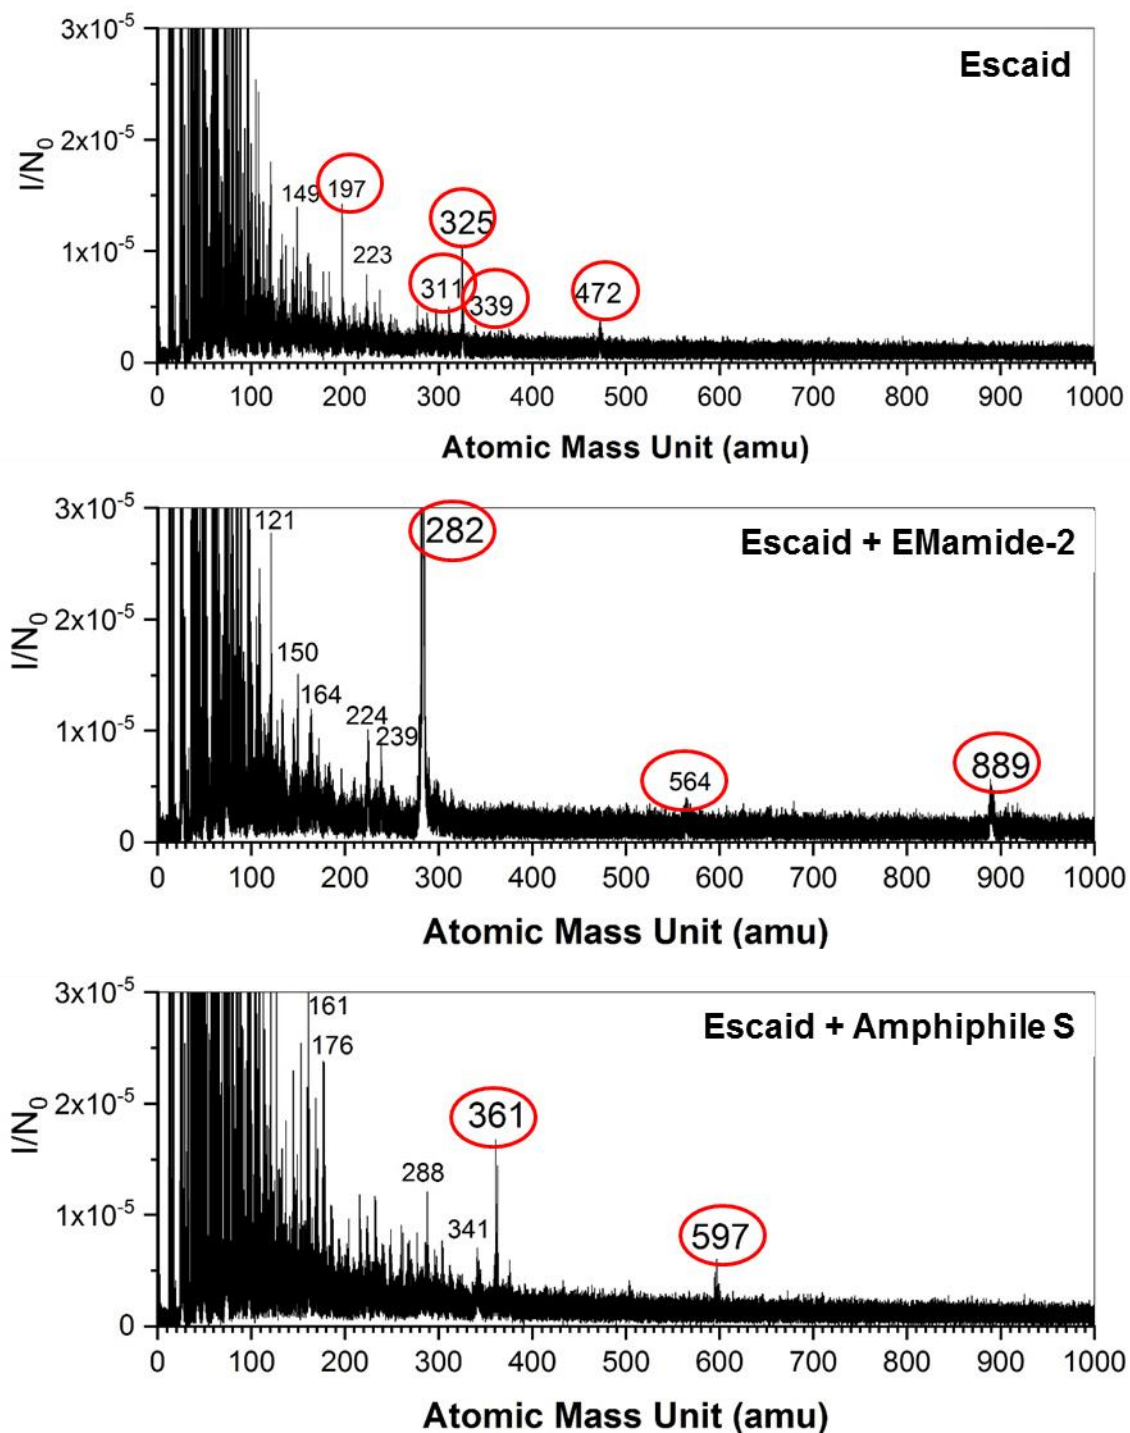 3x10-5
Escaid
2x10-5
I/N0
149 197
325
1x10-5
223
311
339
472
0
0 100 200 300 400 500 600 700 800 900 1000
Atomic Mass Unit (amu)
3x10-5
121
282
Escaid + EMamide-2
2x10-5
I/N0
150
164
1x10-5
224
239
564
889
0
0 100 200 300 400 500 600 700 800 900 1000
Atomic Mass Unit (amu)
3x10-5
161
Escaid + Amphiphile S
176
2x10-5
I/N0
361
288
1x10-5
341
597
0
0 100 200 300 400 500 600 700 800 900 1000
Atomic Mass Unit (amu)